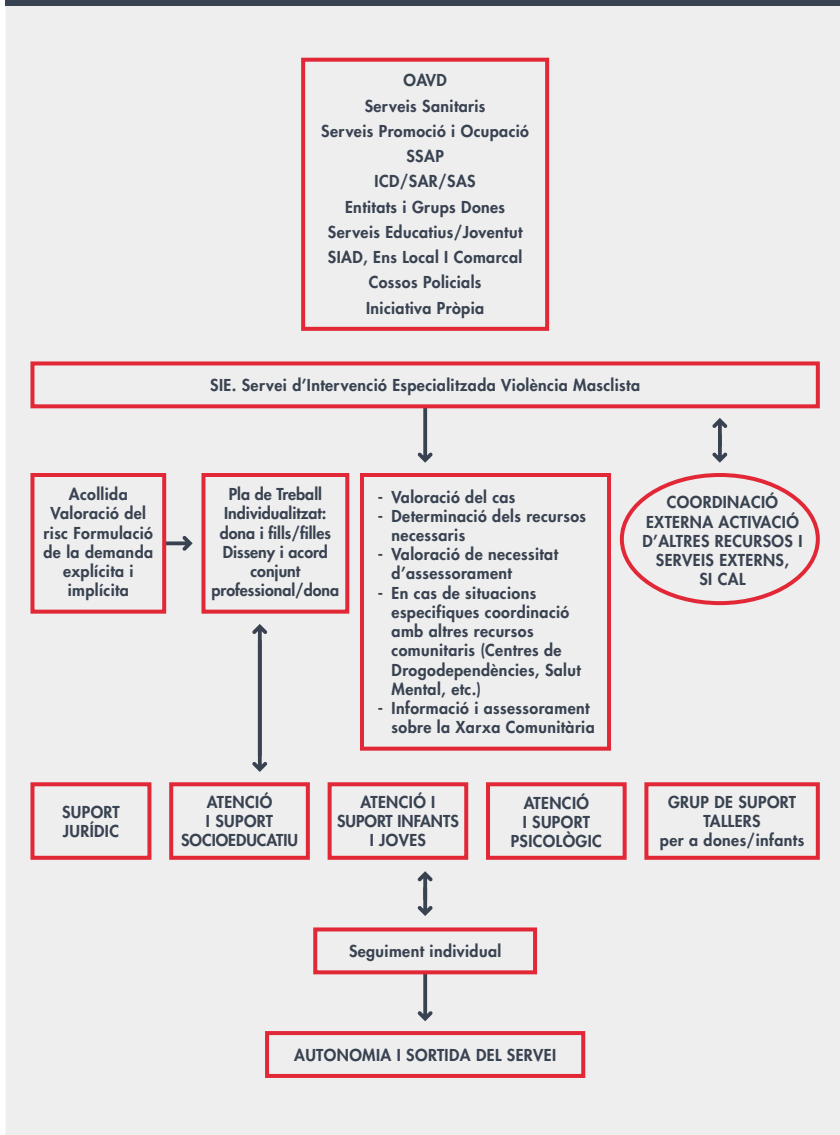 OAVD
Serveis Sanitaris
Serveis Promoció i Ocupació
SSAP
ICD/SAR/SAS
Entitats i Grups Dones
Serveis Educatius/Joventut
SIAD, Ens Local I Comarcal
Cossos Policials
Iniciativa Pròpia
SIE. Servei d'Intervenció Especialitzada Violència Masclista
Acollida
Valoració del
risc Formulació
de la demanda
explícita i
implícita
Pla de Treball
Individualitzat:
dona i fills/filles
Disseny i acord
conjunt
professional/dona
- Valoració del cas
- Determinació dels recursos
necessaris
- Valoració de necessitat
d'assessorament
- En cas de situacions
especifiques coordinació
amb altres recursos
comunitaris (Centres de
Drogodependències, Salut
Mental, etc.)
- Informació i assessorament
sobre la Xarxa Comunitària
COORDINACIÓ
EXTERNA ACTIVACIÓ
D'ALTRES RECURSOS I
SERVEIS EXTERNS,
SI CAL
SUPORT
JURÍDIC
ATENCIÓ
I SUPORT
SOCIOEDUCATIU
ATENCIÓ I
SUPORT INFANTS
I JOVES
ATENCIÓ
I SUPORT
PSICOLÒGIC
GRUP DE SUPORT
TALLERS
per a dones/infants
Seguiment individual
AUTONOMIA I SORTIDA DEL SERVEI